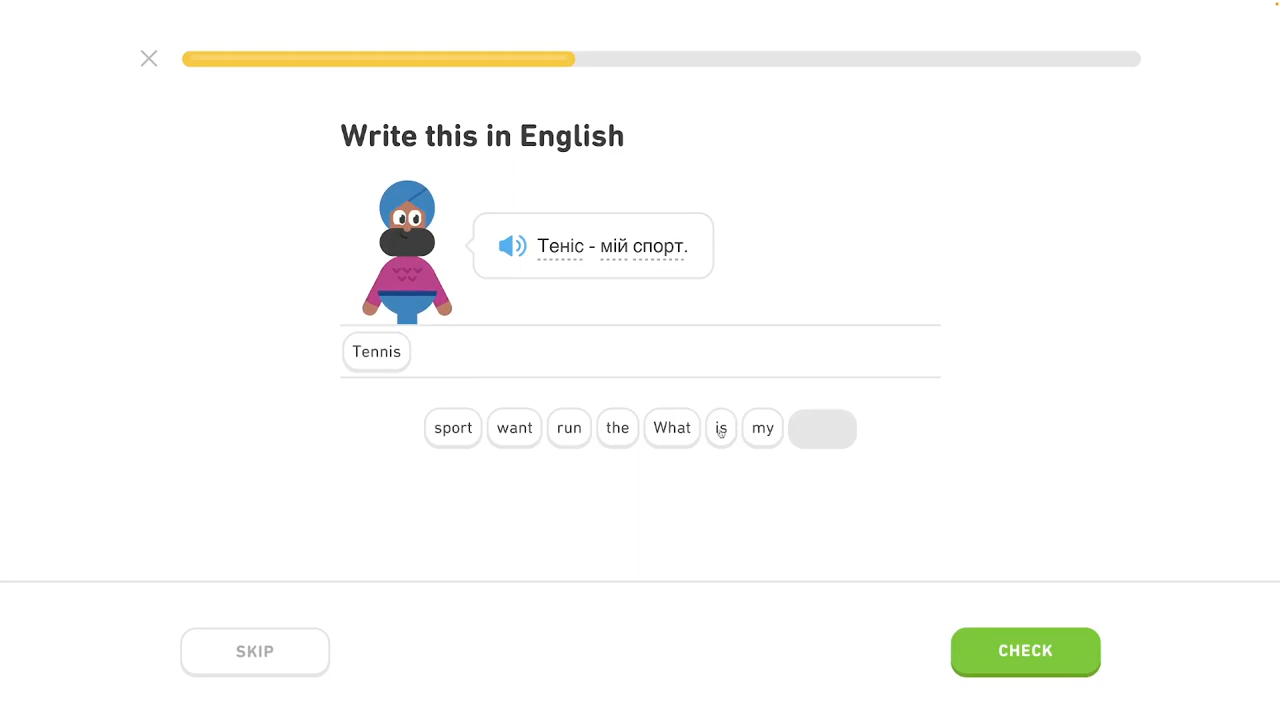 Write this in English
Теніс - мій спорт.
Tennis
sport want run the What is my
SKIP
CHECK